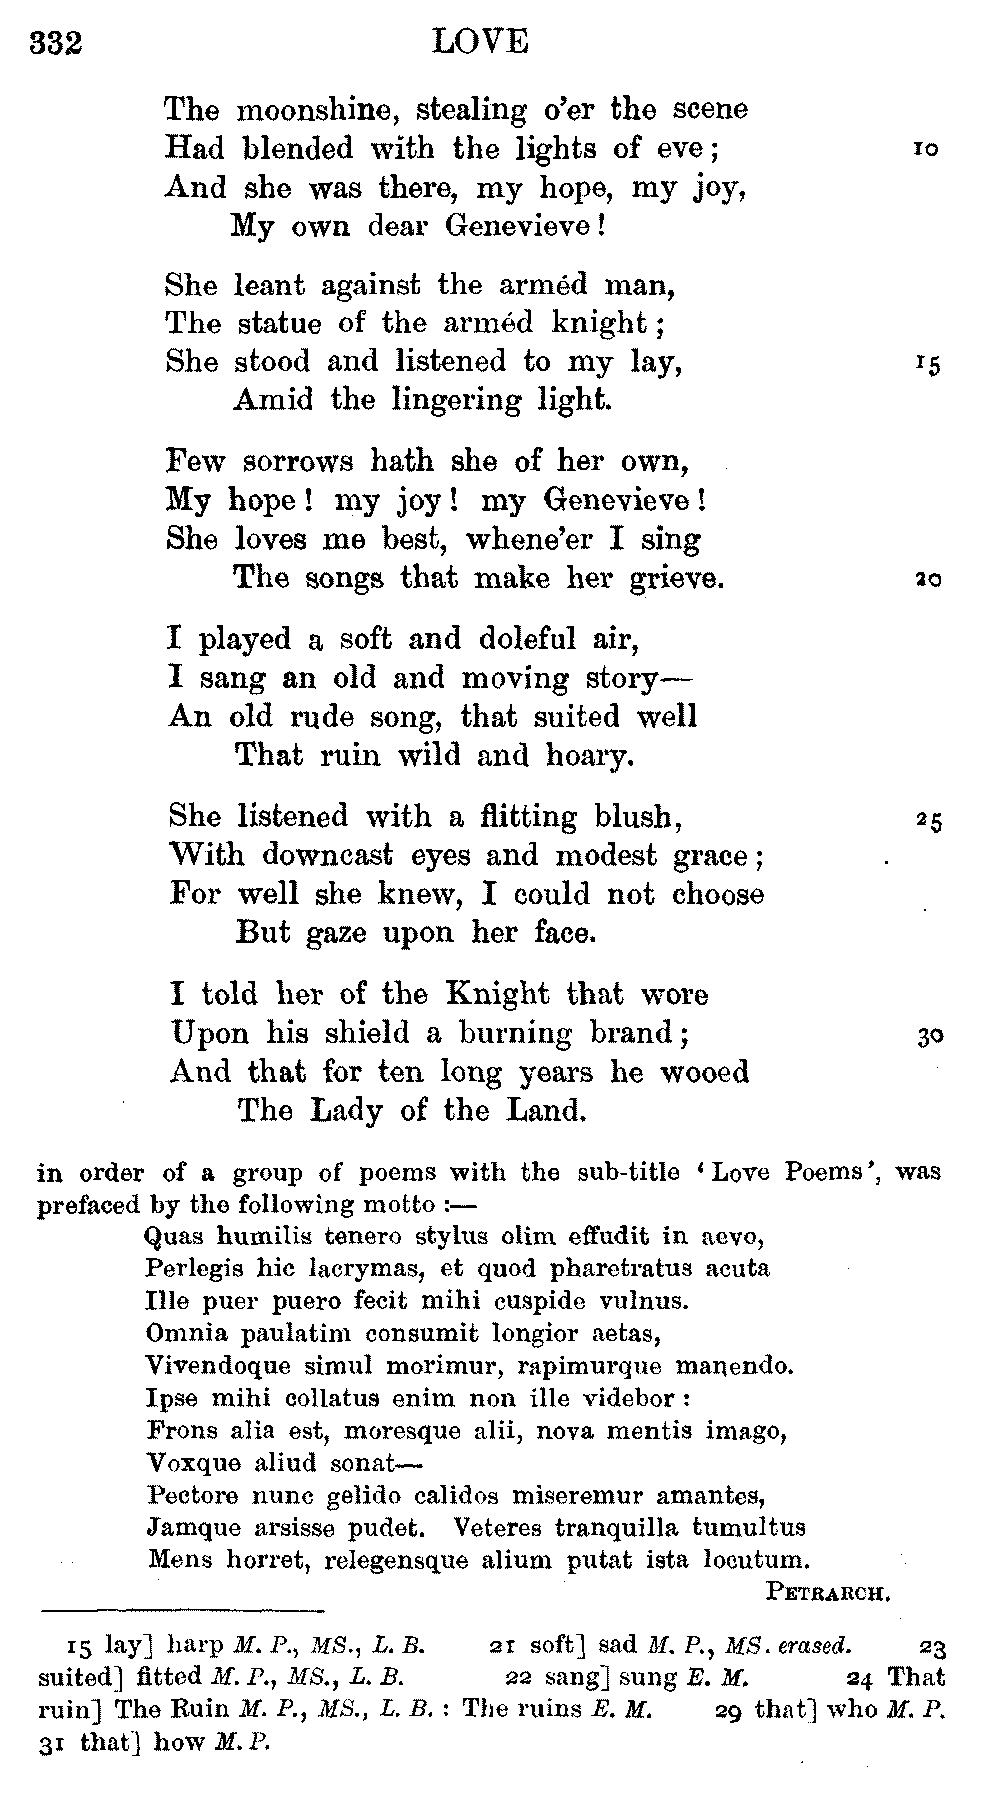 332 LOVE
The moonshine, stealing o'er the scene
Had blended with the lights of eve; 10
And she was there, my hope, my joy,
My own dear Genevieve!
She leant against the arméd man,
The statue of the arméd knight;
She stood and listened to my lay, 15
Amid the lingering light.
Few sorrows hath she of her own,
My hope! my joy! my Genevieve!
She loves me best, whene'er I sing
The songs that make her grieve. 20
I played a soft and doleful air,
I sang an old and moving story—
An old rude song, that suited well
That ruin wild and hoary.
She listened with a flitting blush, 25
With downcast eyes and modest grace;
For well she knew, I could not choose
But gaze upon her face.
I told her of the Knight that wore
Upon his shield a burning brand; 30
And that for ten long years he wooed
The Lady of the Land.
in order of a group of poems with the sub-title 'Love Poems', was
prefaced by the following motto:—
Quas humilis tenero stylus olim effudit in aevo,
Perlegis hic lacrymas, et quod pharetratus acuta
Ille puer puero fecit mihi cuspide vulnus.
Omnia paulatim consumit longior aetas,
Vivendoque simul morimur, rapimurque manendo.
Ipse mihi collatus enim non ille videbor:
Frons alia est, moresque alii, nova mentis imago,
Voxque aliud sonat—
Pectore nunc gelido calidos miseremur amantes,
Jamque arsisse pudet. Veteres tranquilla tumultus
Mens horret, relegensque alium putat ista locutum.
PETRARCH.
15 lay] harp M. P., MS., L. B. 21 soft] sad M. P., MS. erased. 23
suited] fitted M. P., MS., L. B. 22 sang] sung E. M. 24 That
ruin] The Ruin M. P., MS., L. B.: The ruins E. M. 29 that] who M. P.
31 that] how M. P.